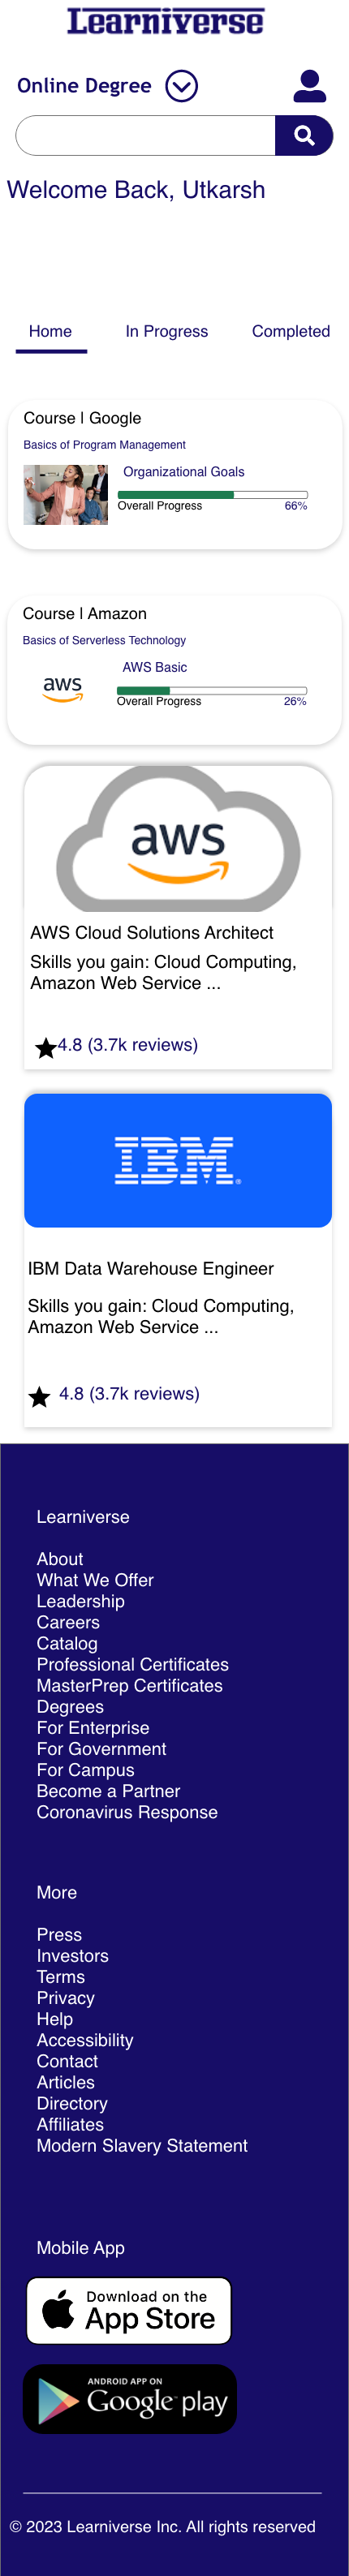 Learniverse
Online Degree
Welcome Back, Utkarsh
Home In Progress Completed
Course | Google
Basics of Program Management
Organizational Goals
Overall Progress 66%
Course | Amazon
Basics of Serverless Technology
aws
AWS Basic
Overall Progress 26%
aws
AWS Cloud Solutions Architect
Skills you gain: Cloud Computing,
Amazon Web Service ...
4.8 (3.7k reviews)
IBM
IBM Data Warehouse Engineer
Skills you gain: Cloud Computing,
Amazon Web Service ...
4.8 (3.7k reviews)
Learniverse
About
What We Offer
Leadership
Careers
Catalog
Professional Certificates
MasterPrep Certificates
Degrees
For Enterprise
For Government
For Campus
Become a Partner
Coronavirus Response
More
Press
Investors
Terms
Privacy
Help
Accessibility
Contact
Articles
Directory
Affiliates
Modern Slavery Statement
Mobile App
Download on the
App Store
ANDROID APP ON
Google play
© 2023 Learniverse Inc. All rights reserved